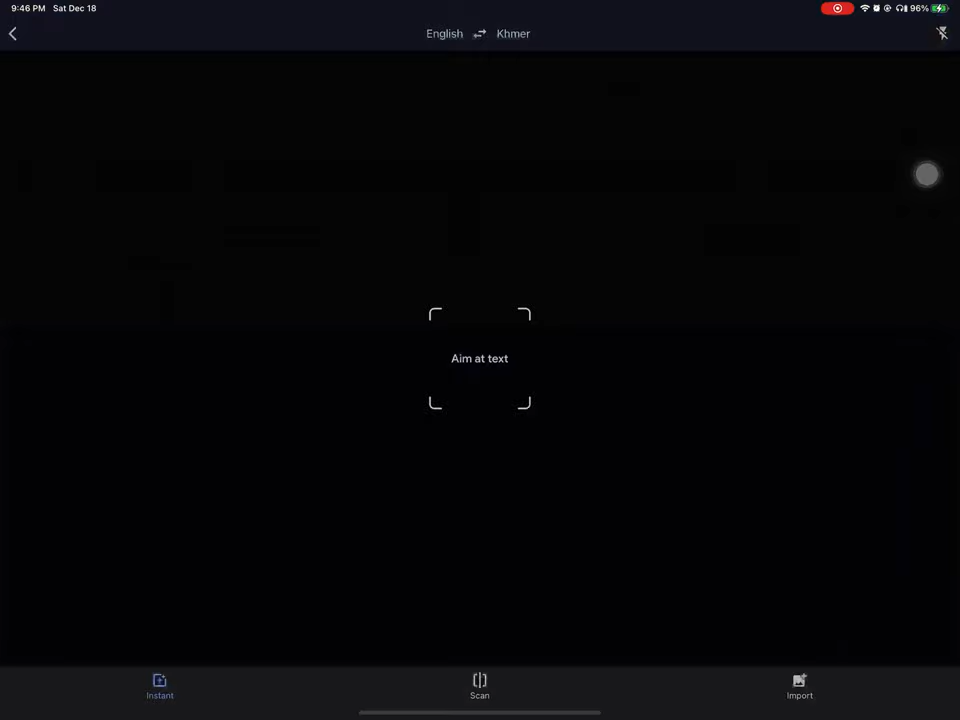 9:46 PM Sat Dec 18 96%
English Khmer
Aim at text
Instant Scan Import